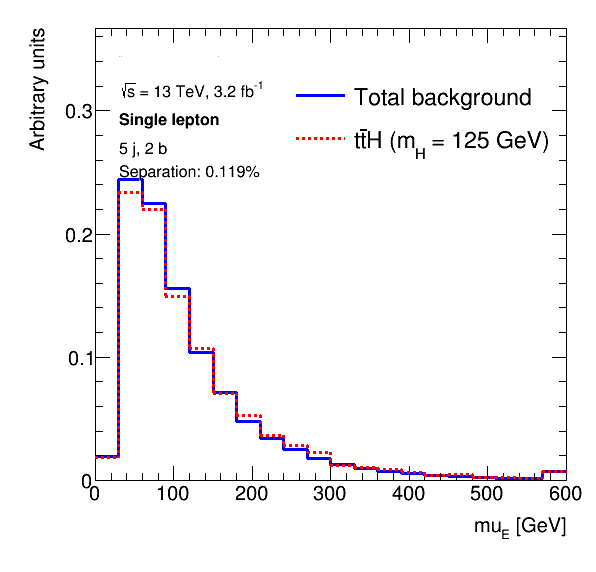 Arbitrary units
√s = 13 TeV, 3.2 fb⁻¹
Single lepton
5 j, 2 b
Separation: 0.119%
Total background
tt̄H (m_H = 125 GeV)
0.3
0.2
0.1
0
0 100 200 300 400 500 600
mu_E [GeV]